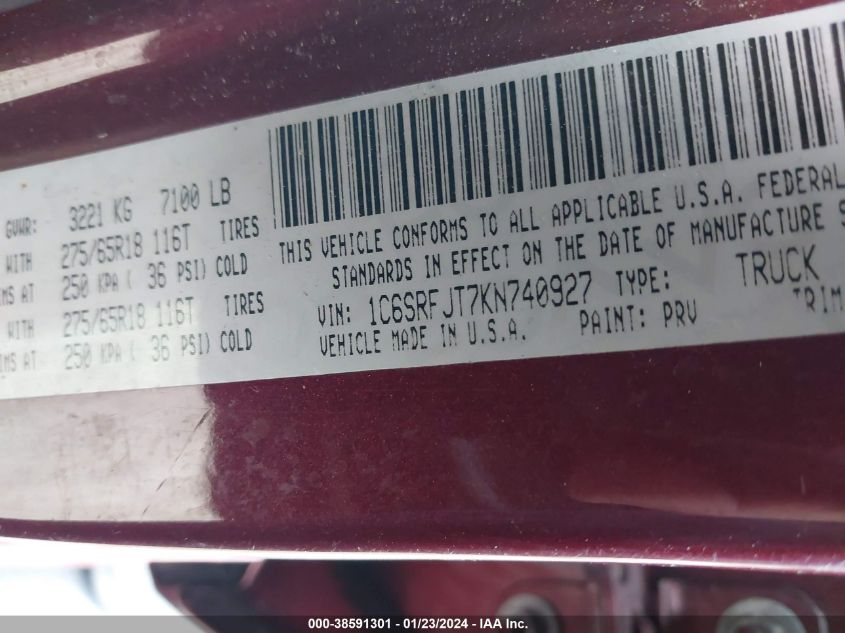 GVWR: 3221 KG 7100 LB
WITH 275/65R18 116T TIRES
IMS AT 250 KPA ( 36 PSI) COLD
WITH 275/65R18 116T TIRES
IMS AT 250 KPA ( 36 PSI) COLD
THIS VEHICLE CONFORMS TO ALL APPLICABLE U.S.A. FEDERAL
STANDARDS IN EFFECT ON THE DATE OF MANUFACTURE S
VIN: 1C6SRFJT7KN740927 TYPE: TRUCK
VEHICLE MADE IN U.S.A. PAINT: PRV TRIM
000-38591301 / 01/23/2024 - IAA Inc.